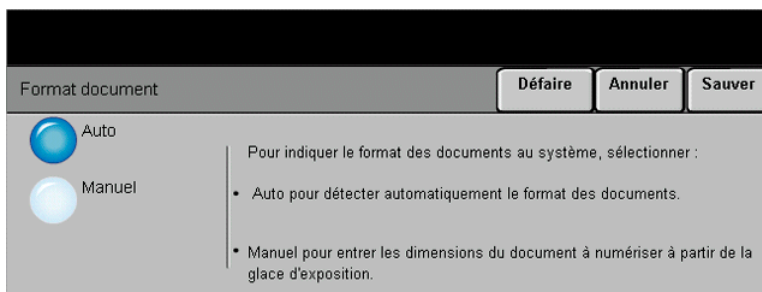 Format document
Défaire
Annuler
Sauver
Auto
Manuel
Pour indiquer le format des documents au système, sélectionner :
• Auto pour détecter automatiquement le format des documents.
• Manuel pour entrer les dimensions du document à numériser à partir de la
glace d'exposition.